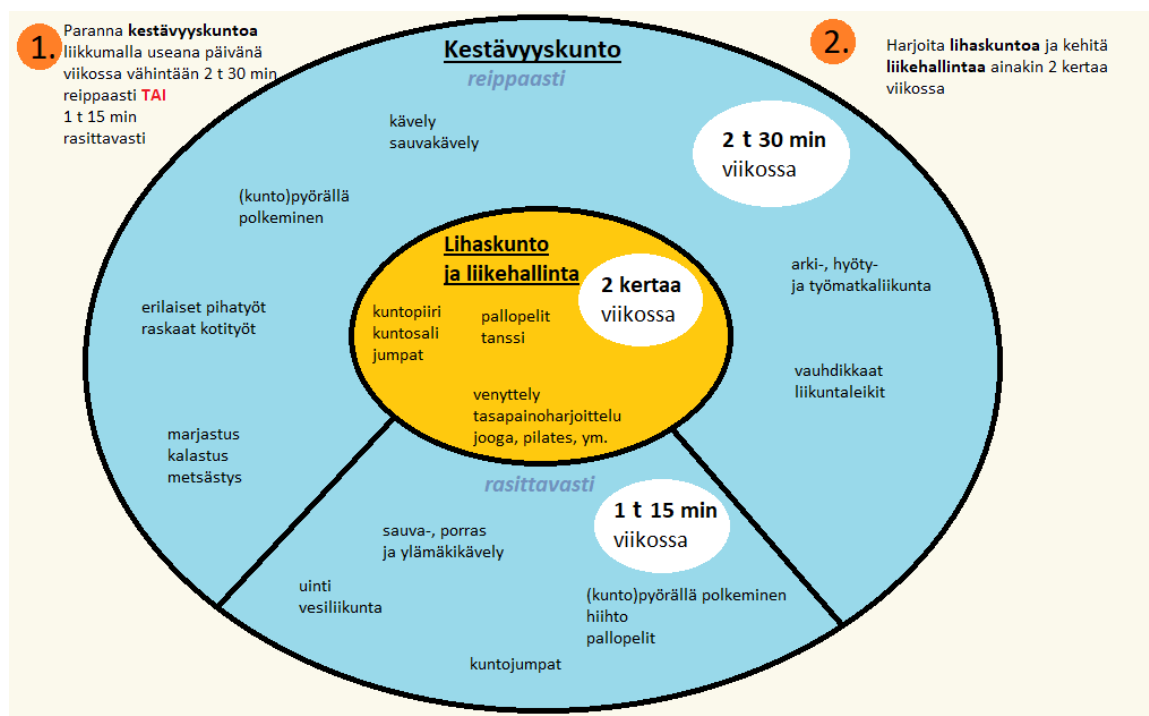 1.
Paranna kestävyyskuntoa
liikkumalla useana päivänä
viikossa vähintään 2 t 30 min
reippaasti TAI
1 t 15 min
rasittavasti
2.
Harjoita lihaskuntoa ja kehitä
liikehallintaa ainakin 2 kertaa
viikossa
Kestävyyskunto
reippaasti
kävely
sauvakävely
2 t 30 min
viikossa
(kunto)pyörällä
polkeminen
arki-, hyöty-
ja työmatkaliikunta
erilaiset pihatyöt
raskaat kotityöt
vauhdikkaat
liikuntaleikit
marjastus
kalastus
metsästys
Lihaskunto
ja liikehallinta
2 kertaa
viikossa
kuntopiiri
kuntosali
jumpat
pallopelit
tanssi
venyttely
tasapainoharjoittelu
jooga, pilates, ym.
rasittavasti
1 t 15 min
viikossa
sauva-, porras
ja ylämäkikävely
uinti
vesiliikunta
(kunto)pyörällä polkeminen
hiihto
pallopelit
kuntojumpat